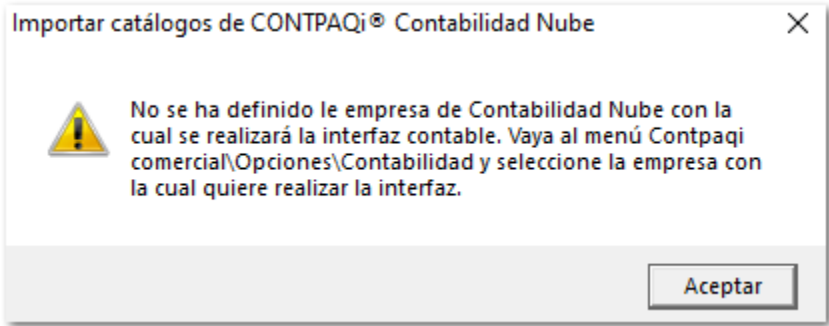 Importar catálogos de CONTPAQi® Contabilidad Nube
No se ha definido le empresa de Contabilidad Nube con la
cual se realizará la interfaz contable. Vaya al menú Contpaqi
comercial\Opciones\Contabilidad y seleccione la empresa con
la cual quiere realizar la interfaz.
Aceptar